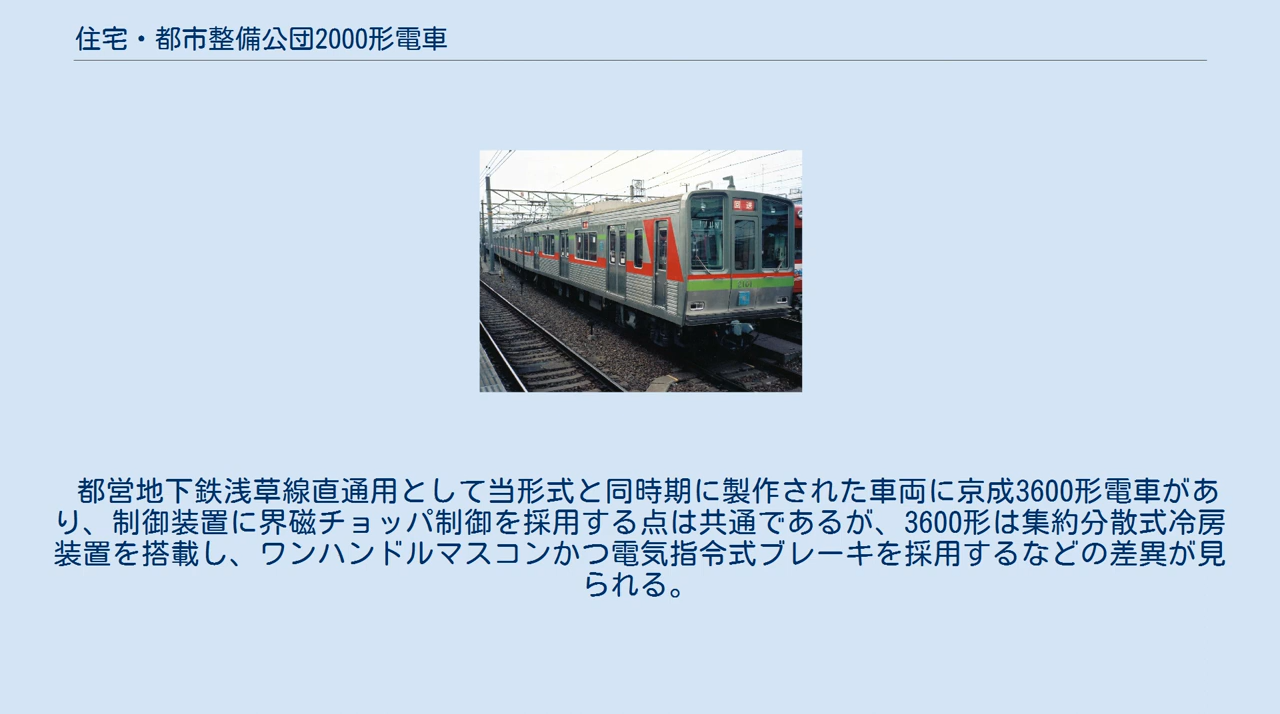 住宅・都市整備公団2000形電車
都営地下鉄浅草線直通用として当形式と同時期に製作された車両に京成3600形電車があ
り、制御装置に界磁チョッパ制御を採用する点は共通であるが、3600形は集約分散式冷房
装置を搭載し、ワンハンドルマスコンかつ電気指令式ブレーキを採用するなどの差異が見
られる。